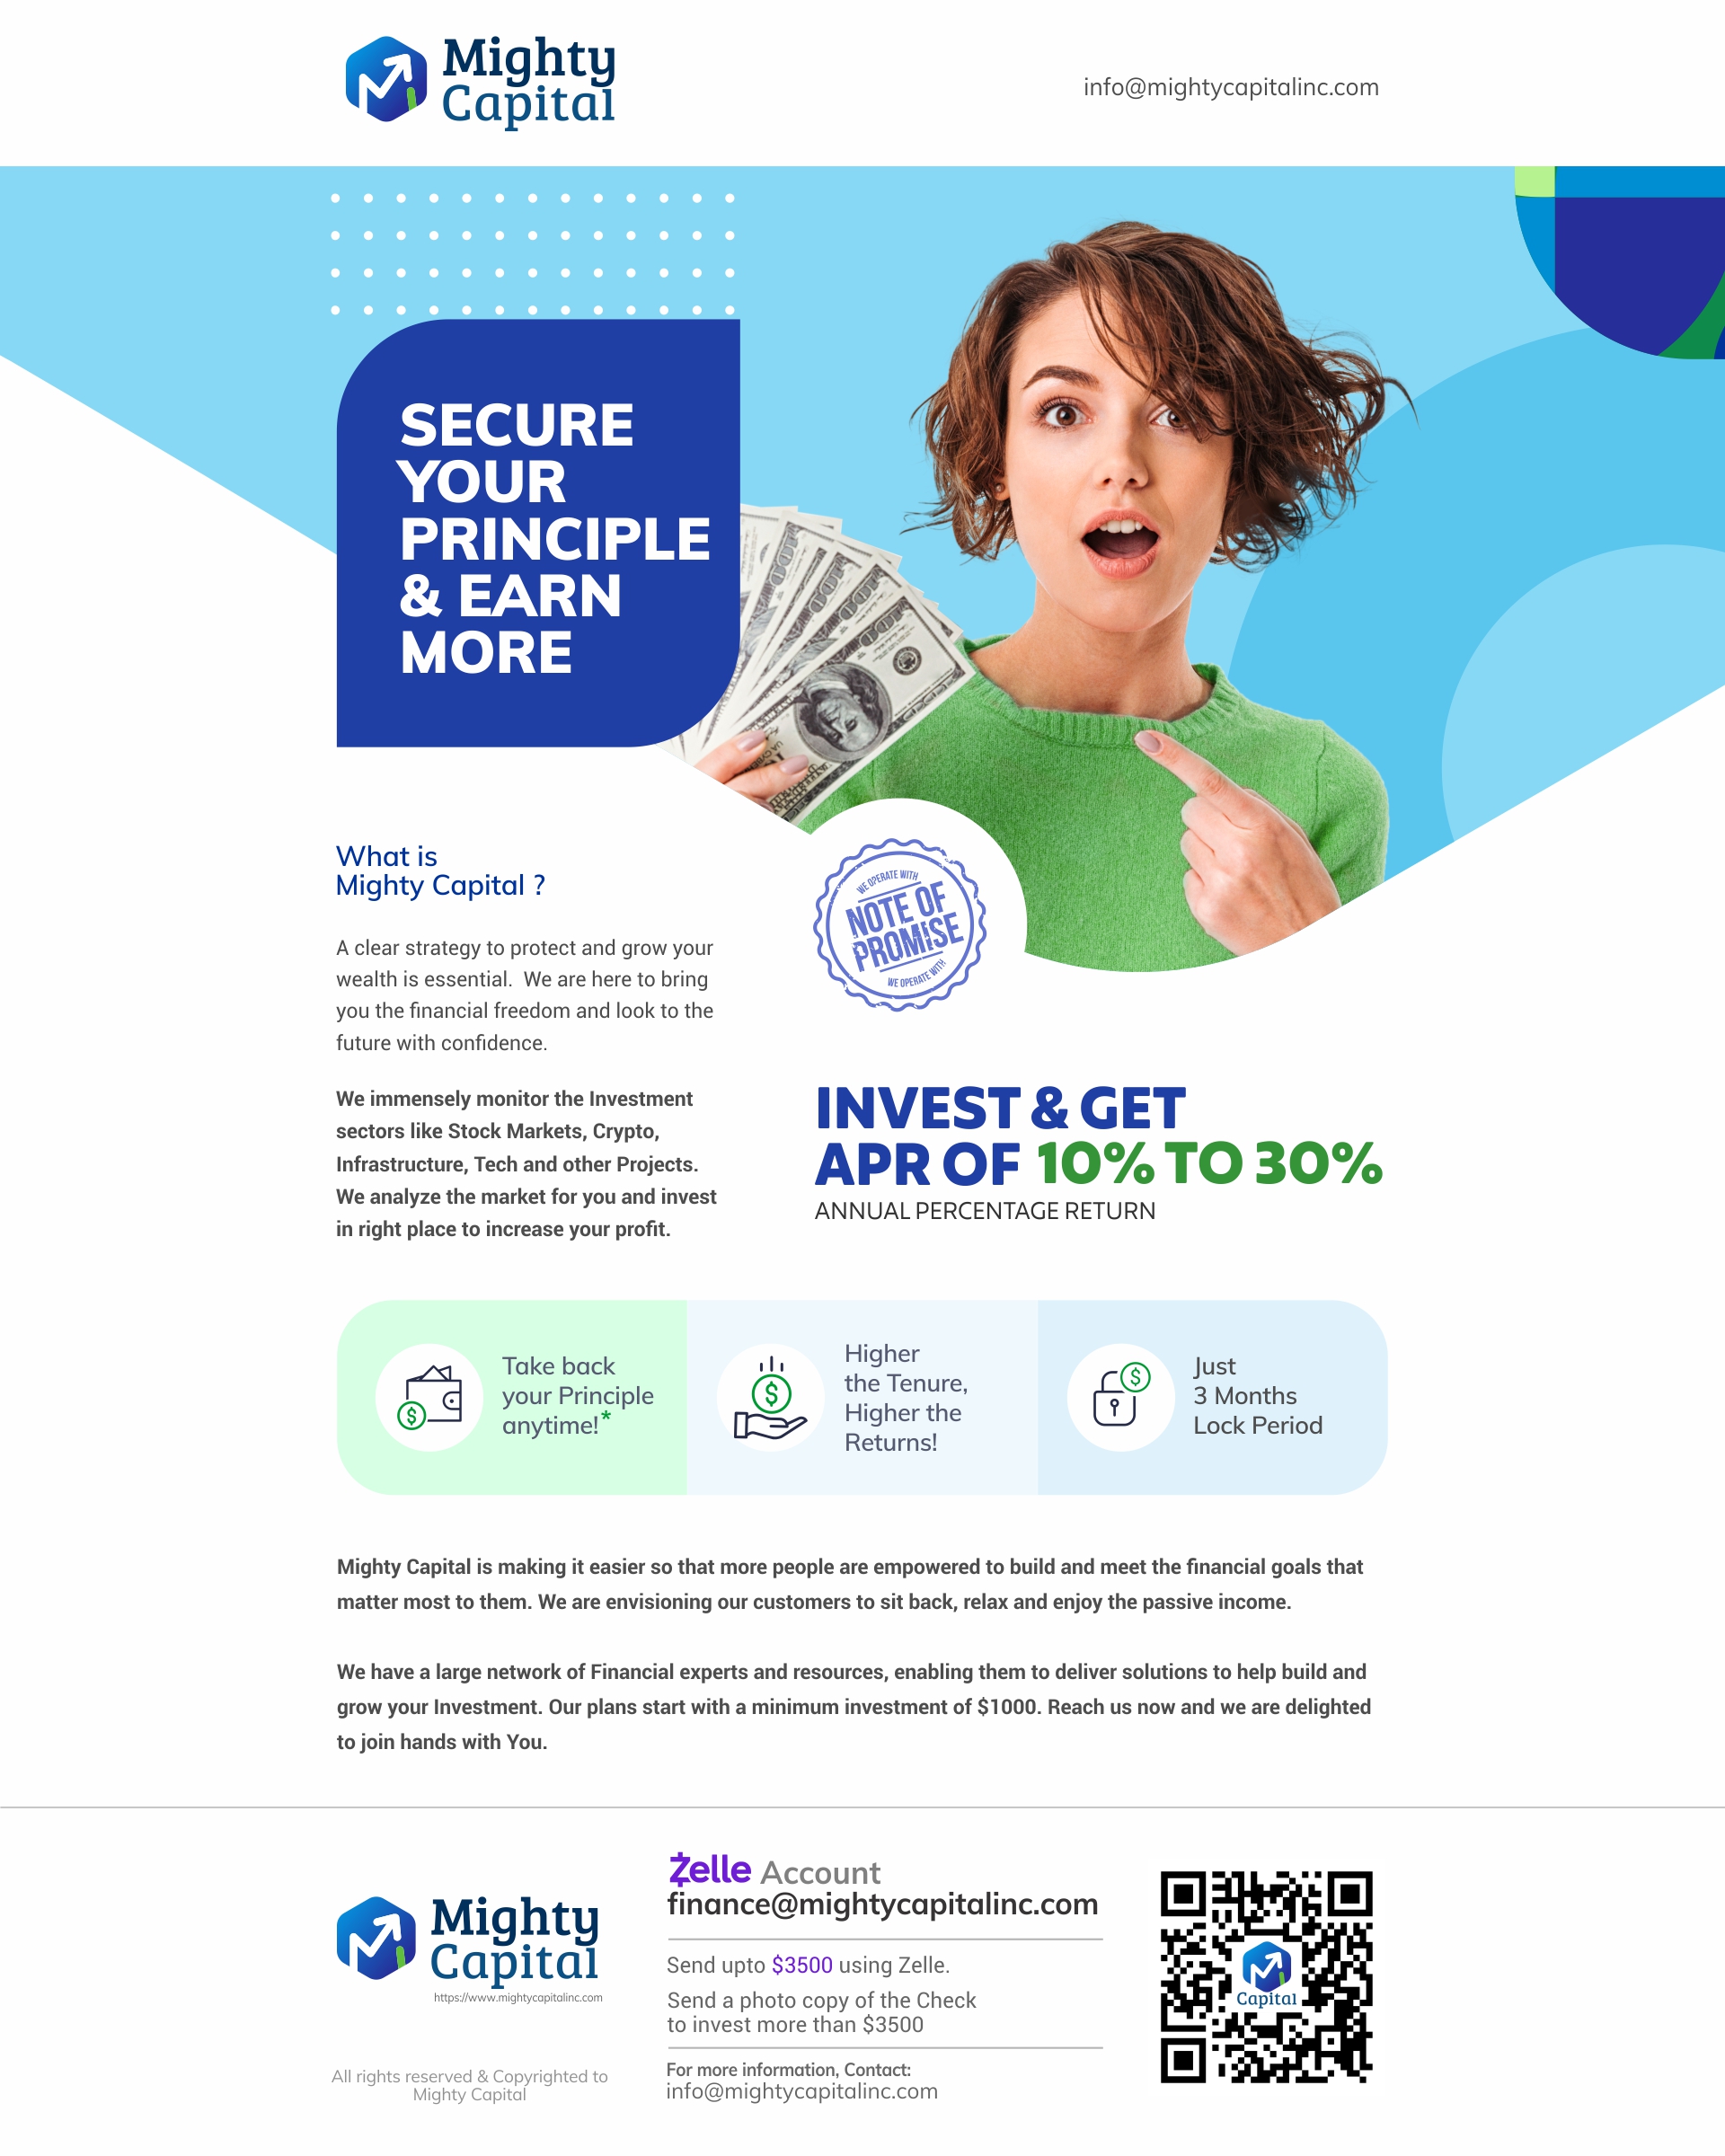 Mighty
Capital
info@mightycapitalinc.com
SECURE
YOUR
PRINCIPLE
& EARN
MORE
What is
Mighty Capital ?
A clear strategy to protect and grow your
wealth is essential.  We are here to bring
you the financial freedom and look to the
future with confidence.
We immensely monitor the Investment
sectors like Stock Markets, Crypto,
Infrastructure, Tech and other Projects.
We analyze the market for you and invest
in right place to increase your profit.
WE OPERATE WITH
NOTE OF
PROMISE
WE OPERATE WITH
INVEST & GET
APR OF 10% TO 30%
ANNUAL PERCENTAGE RETURN
Take back
your Principle
anytime!*
Higher
the Tenure,
Higher the
Returns!
Just
3 Months
Lock Period
Mighty Capital is making it easier so that more people are empowered to build and meet the financial goals that
matter most to them. We are envisioning our customers to sit back, relax and enjoy the passive income.
We have a large network of Financial experts and resources, enabling them to deliver solutions to help build and
grow your Investment. Our plans start with a minimum investment of $1000. Reach us now and we are delighted
to join hands with You.
Mighty
Capital
https://www.mightycapitalinc.com
All rights reserved & Copyrighted to
Mighty Capital
Zelle Account
finance@mightycapitalinc.com
Send upto $3500 using Zelle.
Send a photo copy of the Check
to invest more than $3500
For more information, Contact:
info@mightycapitalinc.com
Capital